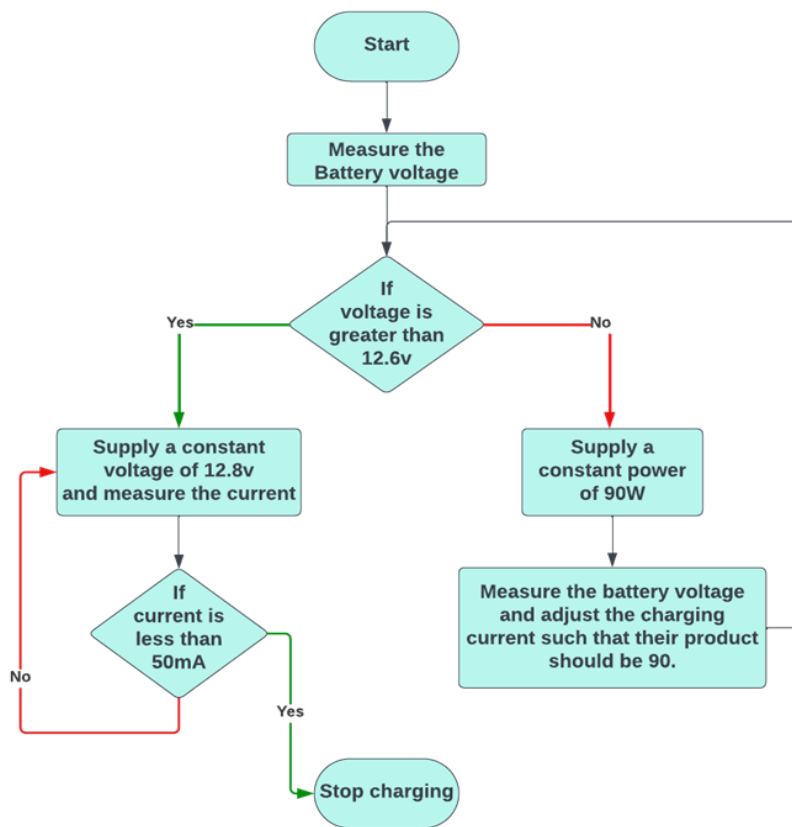 Start
Measure the
Battery voltage
If
voltage is
greater than
12.6v
Yes
No
Supply a constant
voltage of 12.8v
and measure the current
Supply a
constant power
of 90W
If
current is
less than
50mA
Measure the battery voltage
and adjust the charging
current such that their product
should be 90.
No
Yes
Stop charging